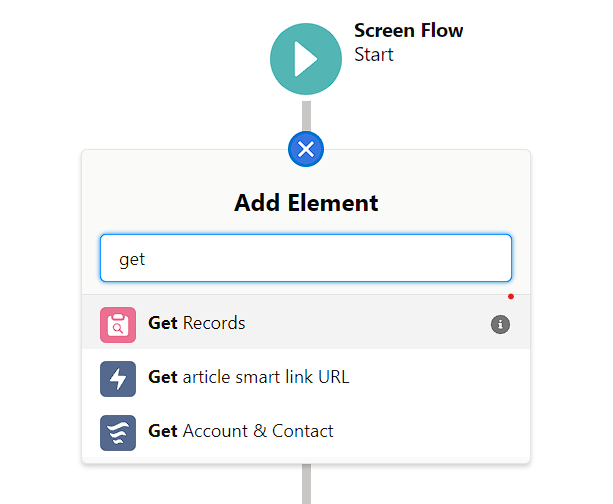 Screen Flow
Start
Add Element
get
Get Records
Get article smart link URL
Get Account & Contact